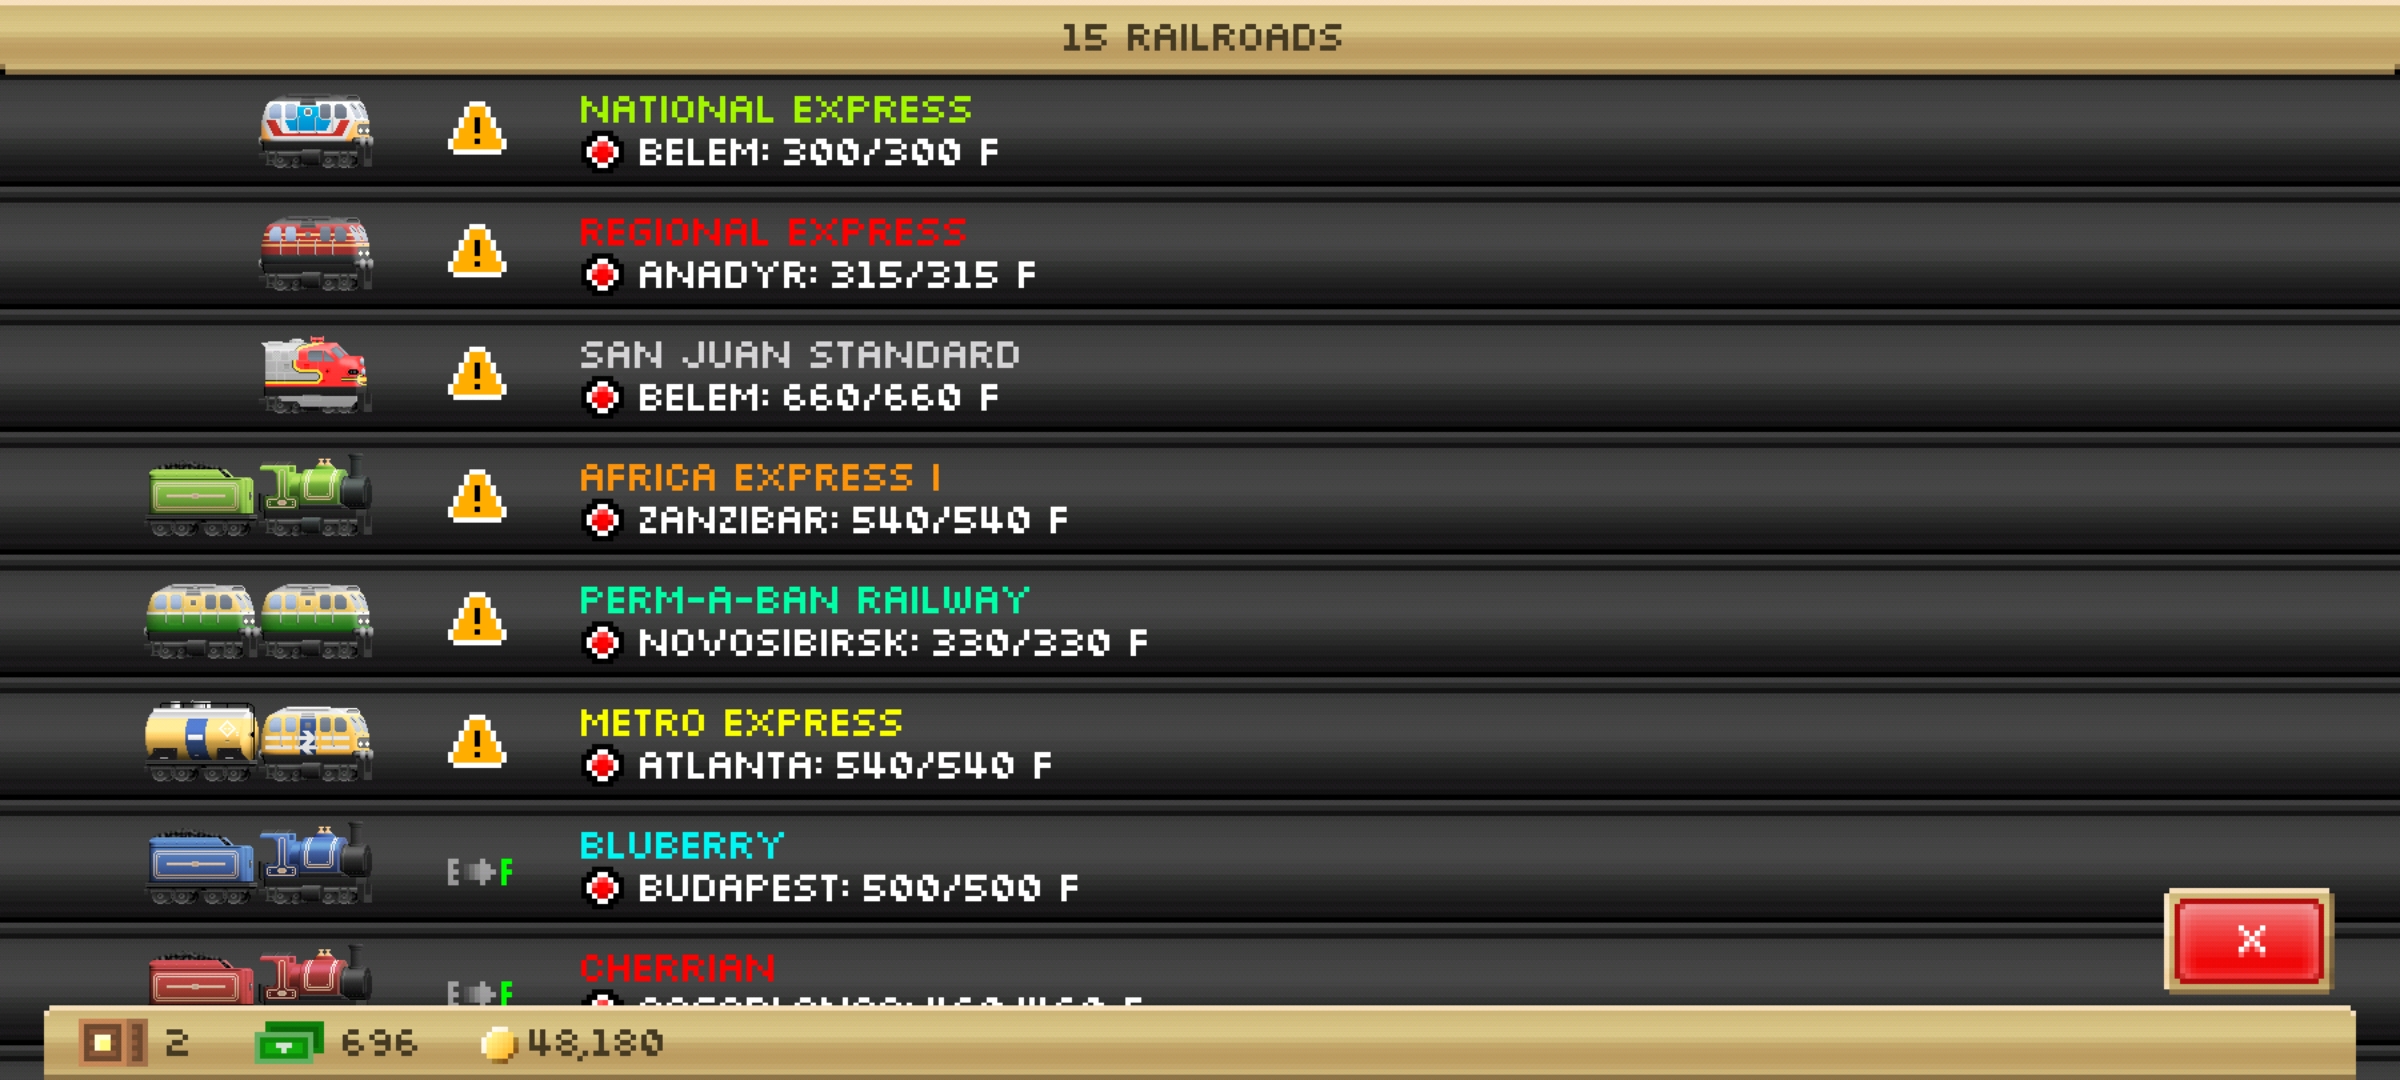 15 RAILROADS
NATIONAL EXPRESS
BELEM: 300/300 F
REGIONAL EXPRESS
ANADYR: 315/315 F
SAN JUAN STANDARD
BELEM: 660/660 F
AFRICA EXPRESS I
ZANZIBAR: 540/540 F
PERM-A-BAN RAILWAY
NOVOSIBIRSK: 330/330 F
METRO EXPRESS
ATLANTA: 540/540 F
BLUBERRY
E F
BUDAPEST: 500/500 F
CHERRIAN
E F
X
2 696 48,180